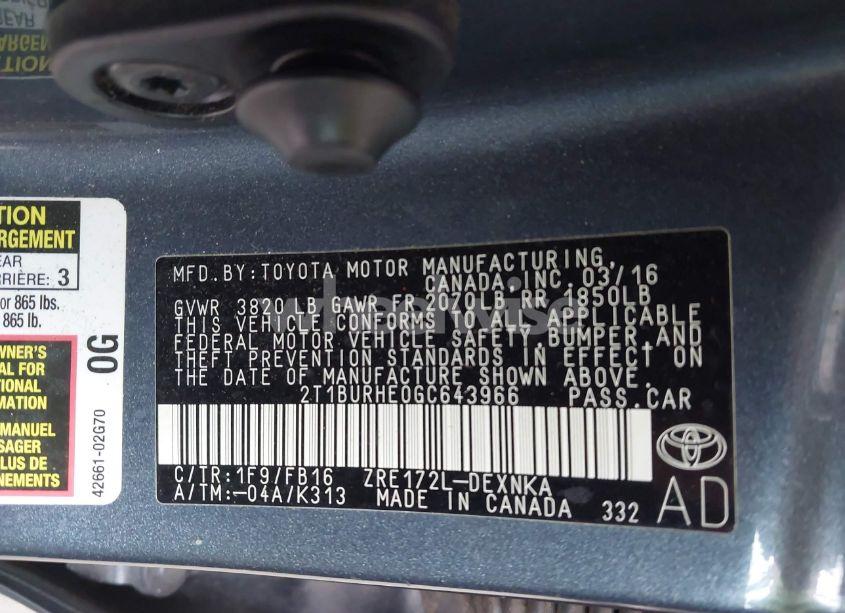 TION
RGEMENT
EAR
RRIÈRE: 3
or 865 lbs.
865 lb.
WNER'S
AL FOR
TIONAL
RMATION
MANUEL
SAGER
PLUS DE
NEMENTS
OG
42661-02G70
MFD. BY: TOYOTA MOTOR MANUFACTURING,
CANADA, INC. 03/16
GVWR 3820 LB GAWR FR 2070LB RR 1850LB
THIS VEHICLE CONFORMS TO ALL APPLICABLE
FEDERAL MOTOR VEHICLE SAFETY, BUMPER, AND
THEFT PREVENTION STANDARDS IN EFFECT ON
THE DATE OF MANUFACTURE SHOWN ABOVE.
2T1BURHE0GC643966 PASS.CAR
C/TR:1F9/FB16 ZRE172L-DEXNKA
A/TM:-04A/K313 MADE IN CANADA 332
AD